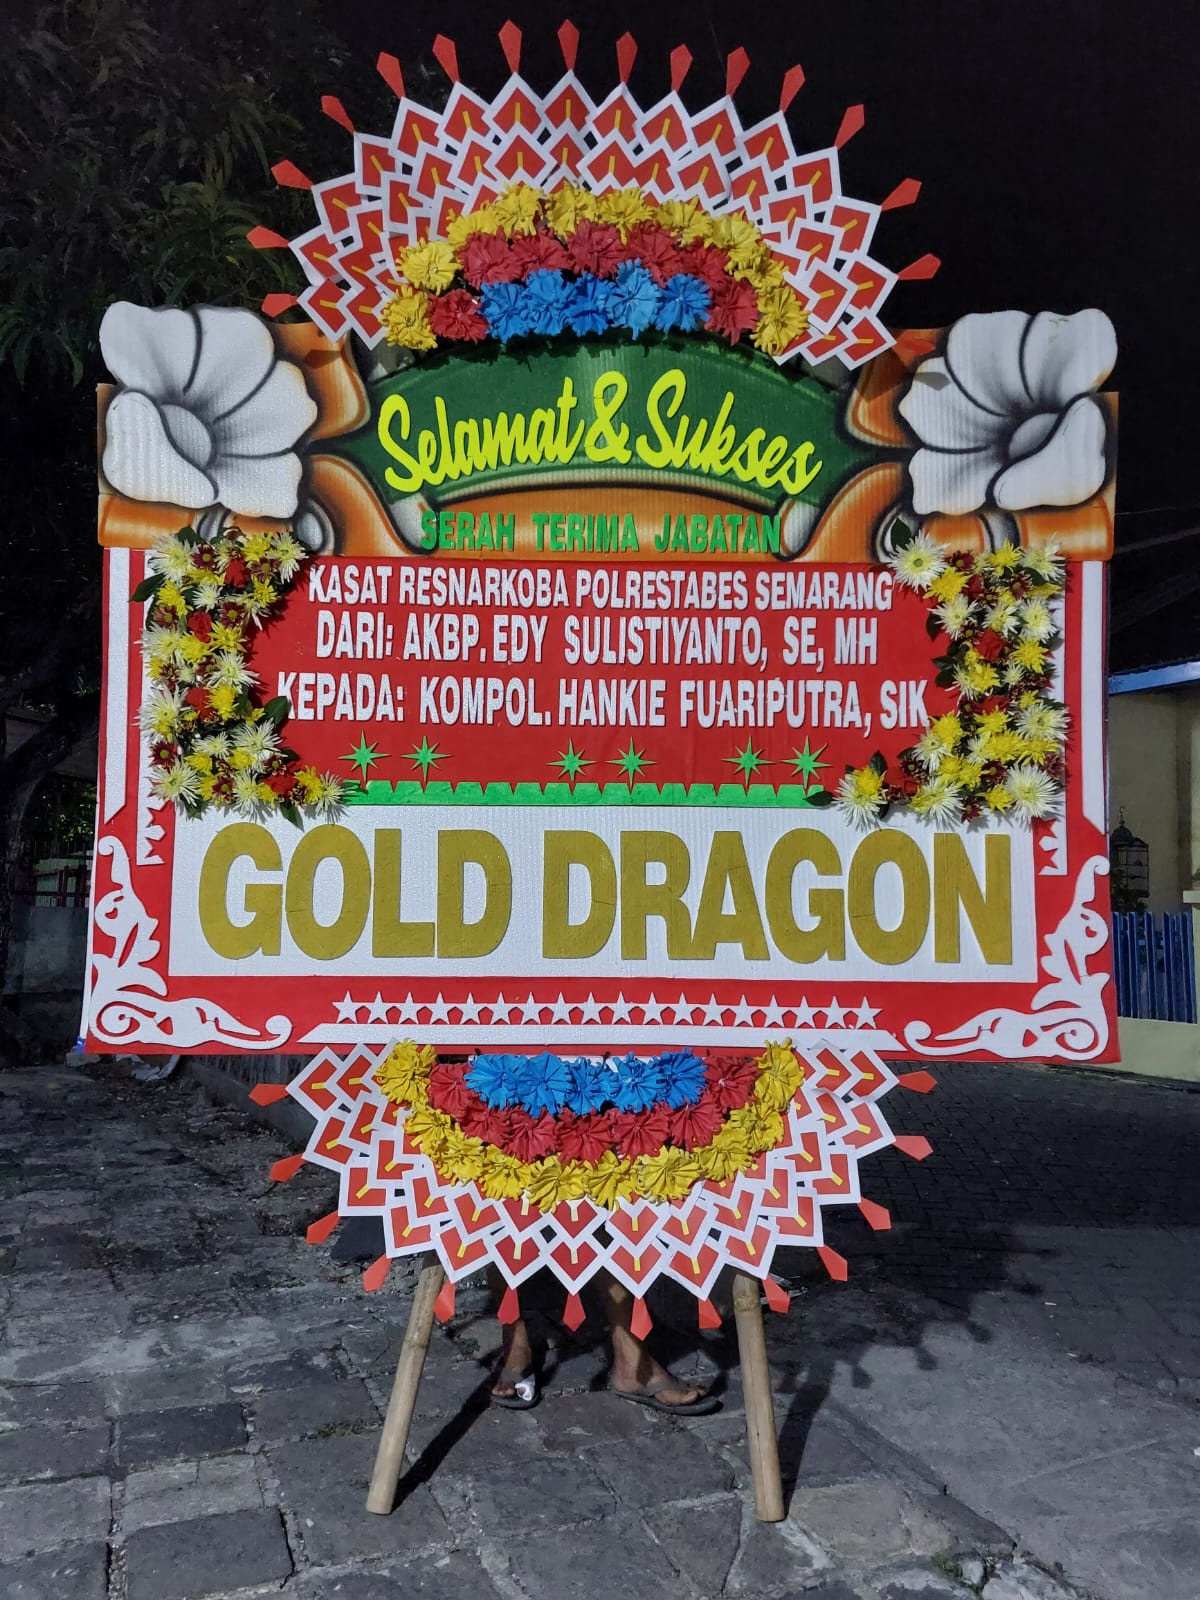 Selamat & Sukses
SERAH TERIMA JABATAN
KASAT RESNARKOBA POLRESTABES SEMARANG
DARI: AKBP. EDY SULISTIYANTO, SE, MH
KEPADA: KOMPOL. HANKIE FUARIPUTRA, SIK
GOLD DRAGON